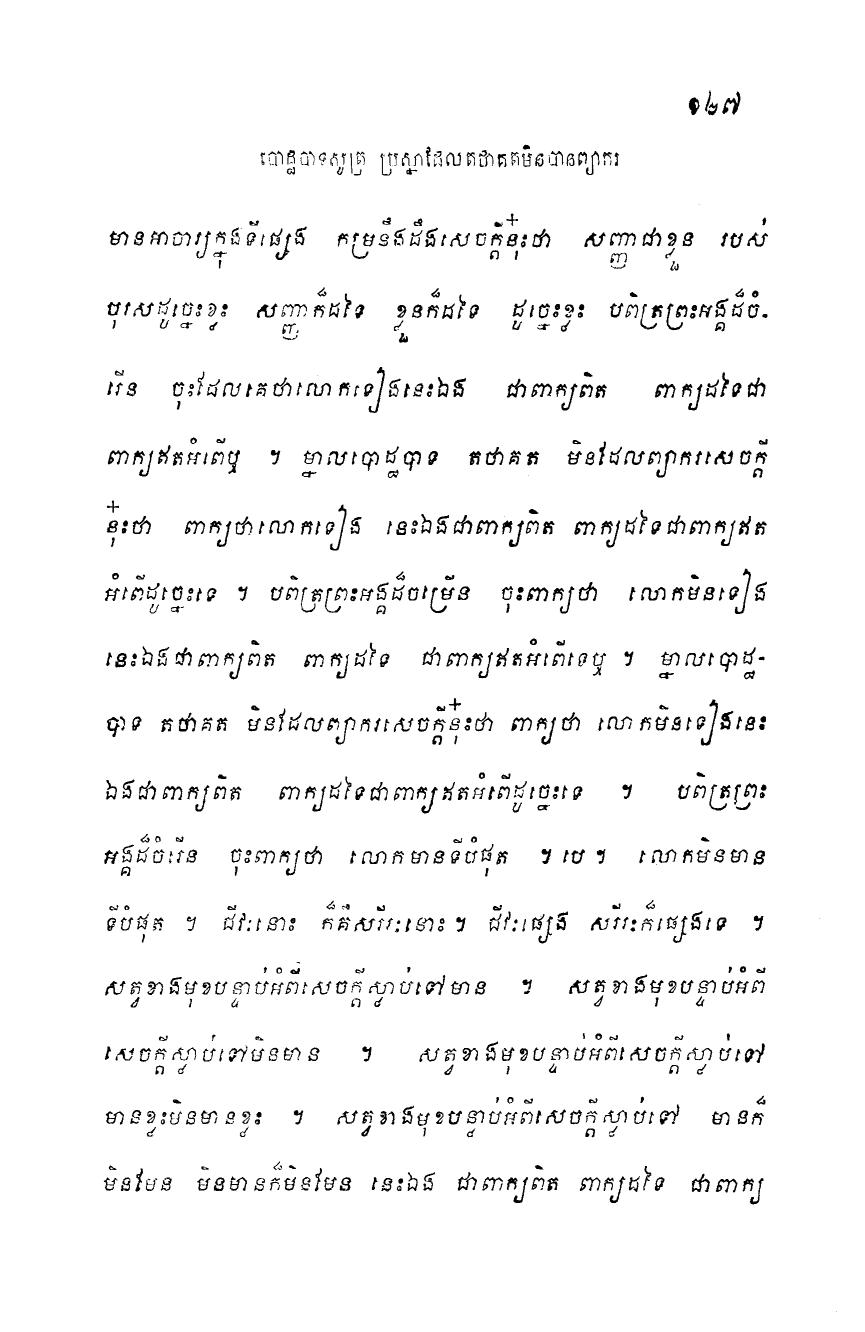 ១២៧
បោដ្ឋបាទសូត្រ ប្រស្នាដែលតថាគតមិនបានព្យាករ
មានអាចារ្យក្នុងទីផ្សេង កម្រនឹងដឹងសេចក្ដីនុ៎ះថា សញ្ញាជាខ្លួន របស់
បុរសដូច្នេះខ្លះ សញ្ញាក៏ដទៃ ខ្លួនក៏ដទៃ ដូច្នេះខ្លះ បពិត្រព្រះអង្គដ៏ចំ-
រើន ចុះដែលគេថាលោកទៀងនេះឯង ជាពាក្យពិត ពាក្យដទៃជា
ពាក្យឥតអំពើឬ ។ ម្នាលបោដ្ឋបាទ តថាគត មិនដែលព្យាករសេចក្ដី
នុ៎ះថា ពាក្យថាលោកទៀង នេះឯងជាពាក្យពិត ពាក្យដទៃជាពាក្យឥត
អំពើដូច្នេះទេ ។ បពិត្រព្រះអង្គដ៏ចម្រើន ចុះពាក្យថា លោកមិនទៀង
នេះឯងជាពាក្យពិត ពាក្យដទៃ ជាពាក្យឥតអំពើទេឬ ។ ម្នាលបោដ្ឋ-
បាទ តថាគត មិនដែលព្យាករសេចក្ដីនុ៎ះថា ពាក្យថា លោកមិនទៀងនេះ
ឯងជាពាក្យពិត ពាក្យដទៃជាពាក្យឥតអំពើដូច្នេះទេ ។ បពិត្រព្រះ
អង្គដ៏ចំរើន ចុះពាក្យថា លោកមានទីបំផុត ។ បេ ។ លោកមិនមាន
ទីបំផុត ។ ជីវៈនោះ ក៏គឺសរីរៈនោះ ។ ជីវៈផ្សេង សរីរៈក៏ផ្សេងទេ ។
សត្វខាងមុខបន្ទាប់អំពីសេចក្ដីស្លាប់ទៅមាន ។ សត្វខាងមុខបន្ទាប់អំពី
សេចក្ដីស្លាប់ទៅមិនមាន ។ សត្វខាងមុខបន្ទាប់អំពីសេចក្ដីស្លាប់ទៅ
មានខ្លះមិនមានខ្លះ ។ សត្វខាងមុខបន្ទាប់អំពីសេចក្ដីស្លាប់ទៅ មានក៏
មិនមែន មិនមានក៏មិនមែន នេះឯង ជាពាក្យពិត ពាក្យដទៃ ជាពាក្យ